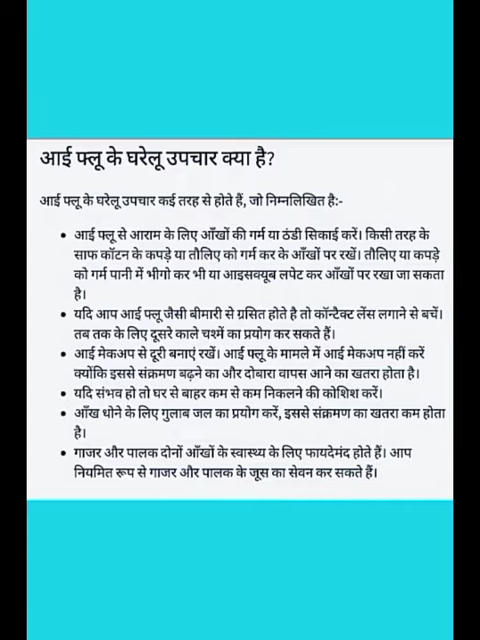 आई फ्लू के घरेलू उपचार क्या है?
आई फ्लू के घरेलू उपचार कई तरह से होते हैं, जो निम्नलिखित है:-
• आई फ्लू से आराम के लिए आँखों की गर्म या ठंडी सिकाई करें। किसी तरह के
साफ कॉटन के कपड़े या तौलिए को गर्म कर के आँखों पर रखें। तौलिए या कपड़े
को गर्म पानी में भीगो कर भी या आइसक्यूब लपेट कर आँखों पर रखा जा सकता
है।
• यदि आप आई फ्लू जैसी बीमारी से ग्रसित होते है तो कॉन्टैक्ट लेंस लगाने से बचें।
तब तक के लिए दूसरे काले चश्में का प्रयोग कर सकते हैं।
• आई मेकअप से दूरी बनाएं रखें। आई फ्लू के मामले में आई मेकअप नहीं करें
क्योंकि इससे संक्रमण बढ़ने का और दोबारा वापस आने का खतरा होता है।
• यदि संभव हो तो घर से बाहर कम से कम निकलने की कोशिश करें।
• आँख धोने के लिए गुलाब जल का प्रयोग करें, इससे संक्रमण का खतरा कम होता
है।
• गाजर और पालक दोनों आँखों के स्वास्थ्य के लिए फायदेमंद होते हैं। आप
नियमित रूप से गाजर और पालक के जूस का सेवन कर सकते हैं।